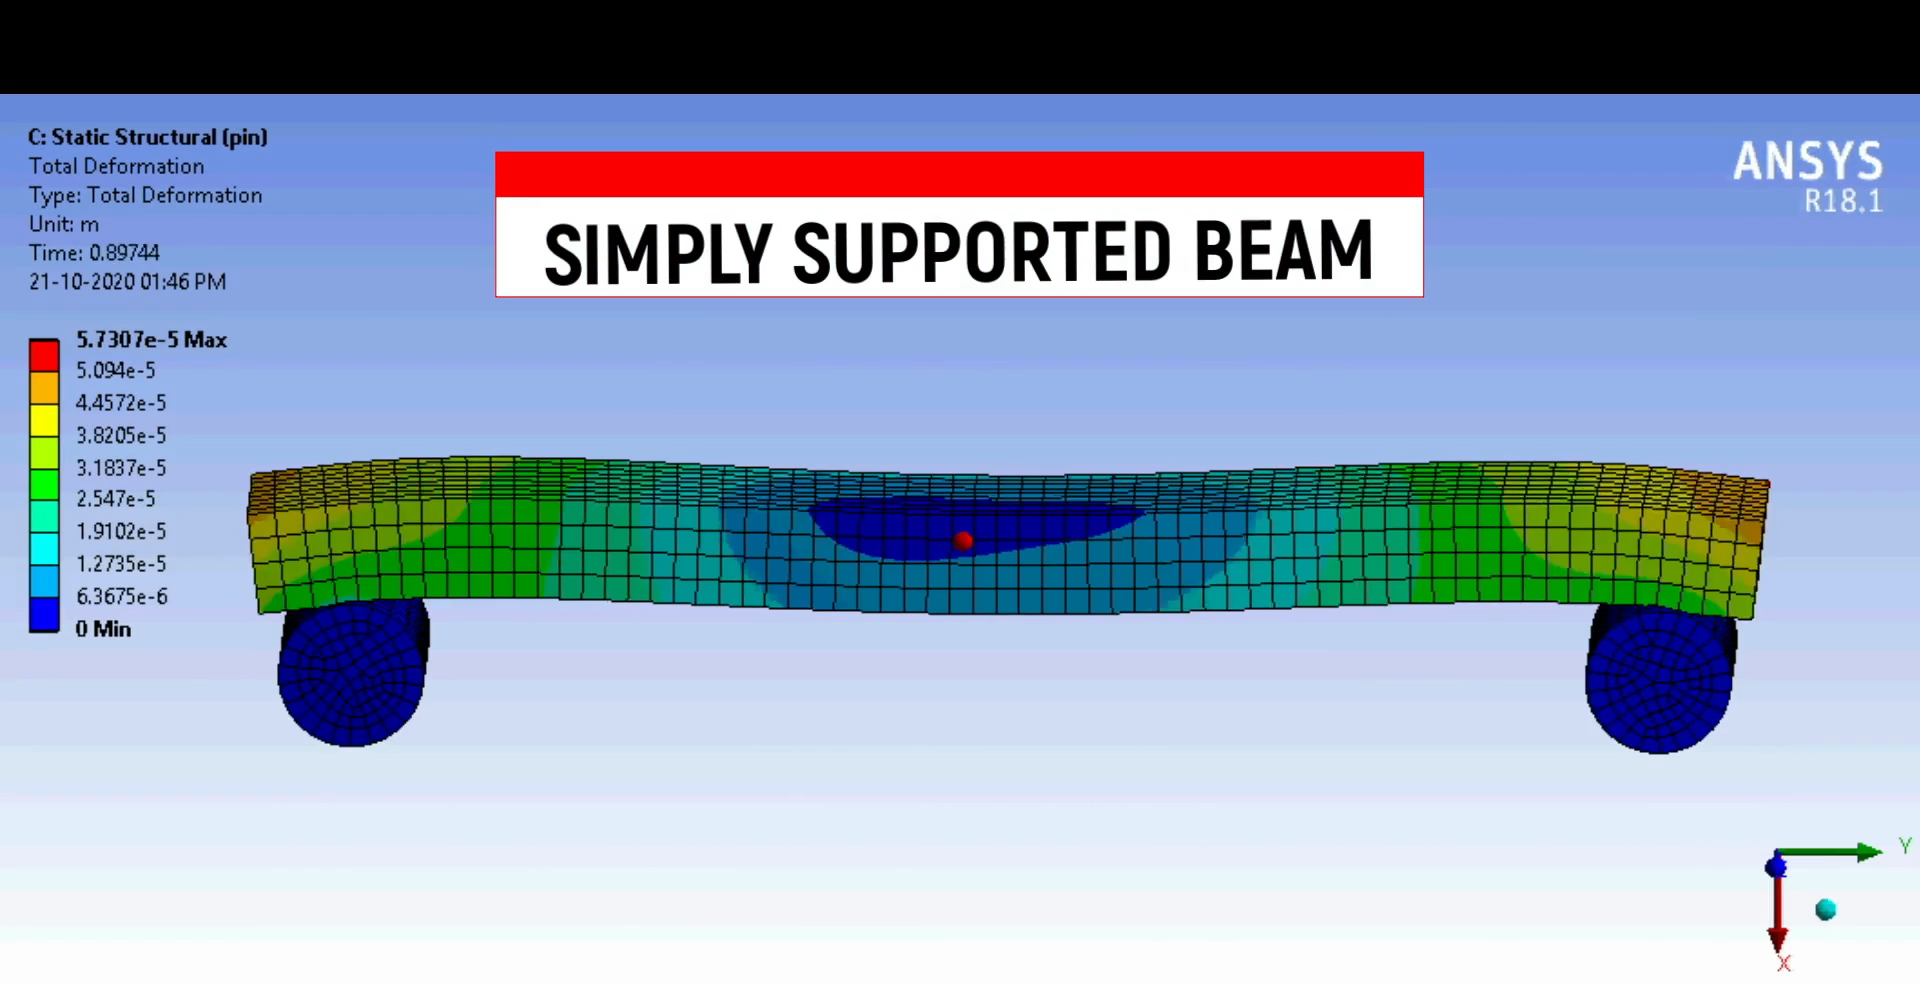 C: Static Structural (pin)
Total Deformation
Type: Total Deformation
Unit: m
Time: 0.89744
21-10-2020 01:46 PM
SIMPLY SUPPORTED BEAM
ANSYS
R18.1
5.7307e-5 Max
5.094e-5
4.4572e-5
3.8205e-5
3.1837e-5
2.547e-5
1.9102e-5
1.2735e-5
6.3675e-6
0 Min
Y
X